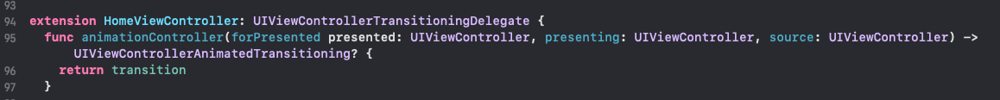 93
94 extension HomeViewController: UIViewControllerTransitioningDelegate {
95 func animationController(forPresented presented: UIViewController, presenting: UIViewController, source: UIViewController) ->
UIViewControllerAnimatedTransitioning? {
96 return transition
97 }